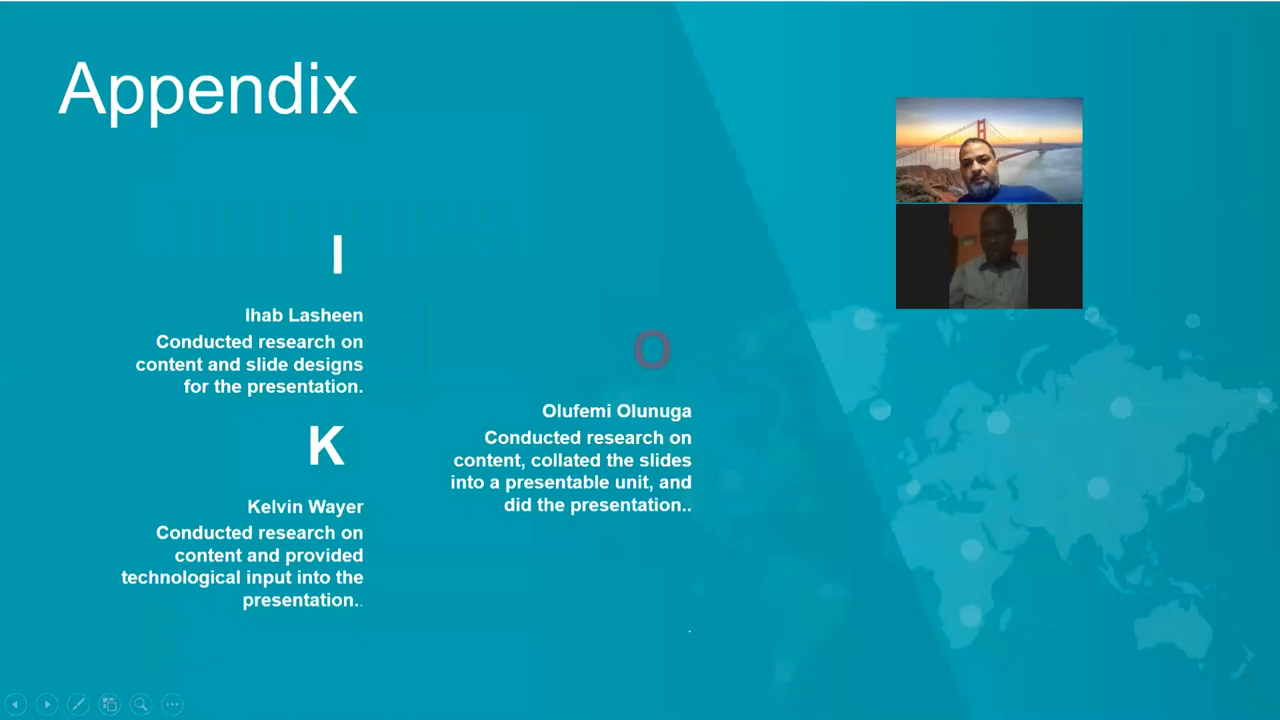 Appendix
I
Ihab Lasheen
Conducted research on
content and slide designs
for the presentation.
K
Kelvin Wayer
Conducted research on
content and provided
technological input into the
presentation..
O
Olufemi Olunuga
Conducted research on
content, collated the slides
into a presentable unit, and
did the presentation..
.